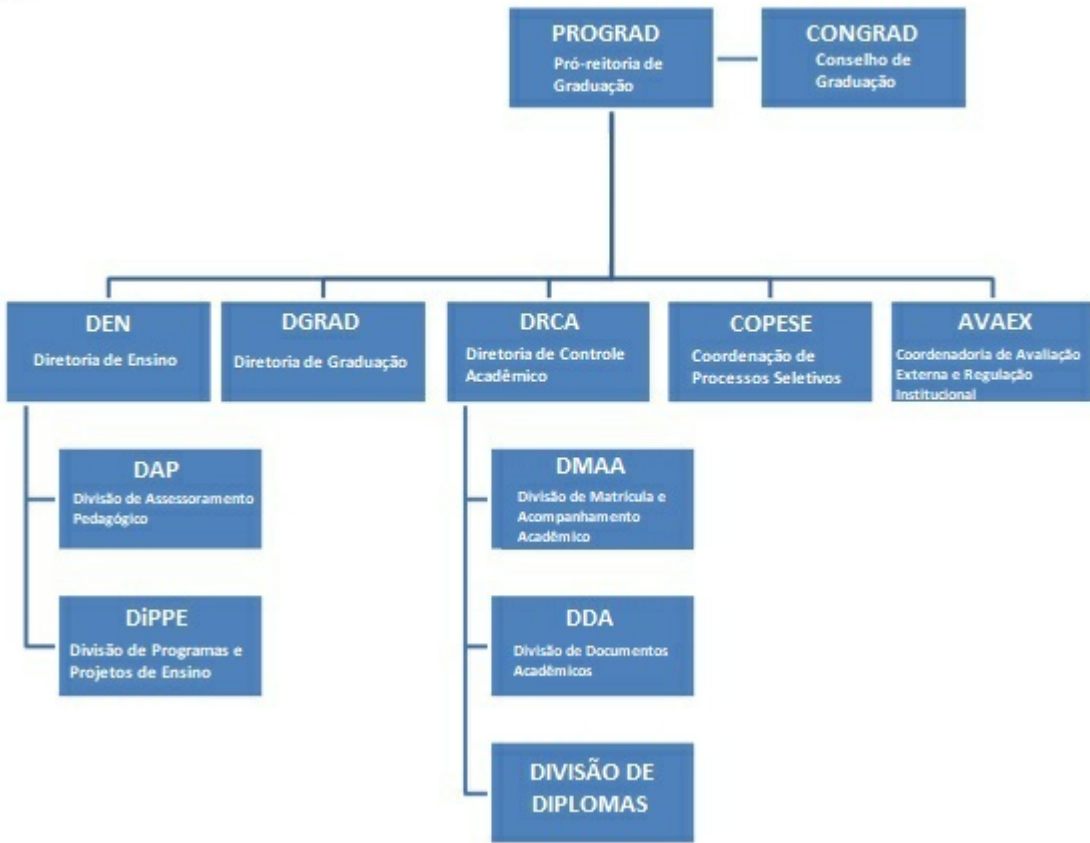 PROGRAD
Pró-reitoria de
Graduação
CONGRAD
Conselho de
Graduação
DEN
Diretoria de Ensino
DGRAD
Diretoria de Graduação
DRCA
Diretoria de Controle
Acadêmico
COPESE
Coordenação de
Processos Seletivos
AVAEX
Coordenadoria de Avaliação
Externa e Regulação
Institucional
DAP
Divisão de Assessoramento
Pedagógico
DMAA
Divisão de Matrícula e
Acompanhamento
Acadêmico
DiPPE
Divisão de Programas e
Projetos de Ensino
DDA
Divisão de Documentos
Acadêmicos
DIVISÃO DE
DIPLOMAS